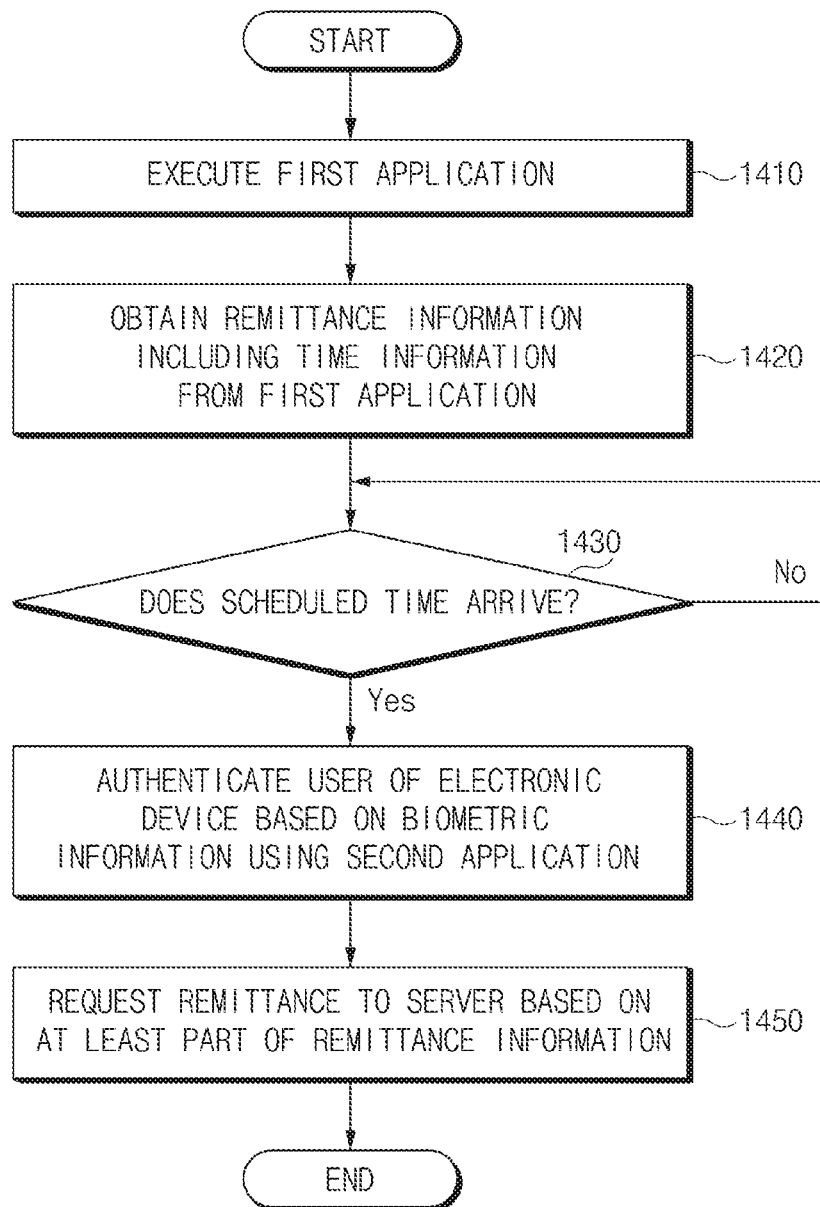 START
EXECUTE FIRST APPLICATION
1410
OBTAIN REMITTANCE INFORMATION
INCLUDING TIME INFORMATION
FROM FIRST APPLICATION
1420
1430
DOES SCHEDULED TIME ARRIVE?
No
Yes
AUTHENTICATE USER OF ELECTRONIC
DEVICE BASED ON BIOMETRIC
INFORMATION USING SECOND APPLICATION
1440
REQUEST REMITTANCE TO SERVER BASED ON
AT LEAST PART OF REMITTANCE INFORMATION
1450
END